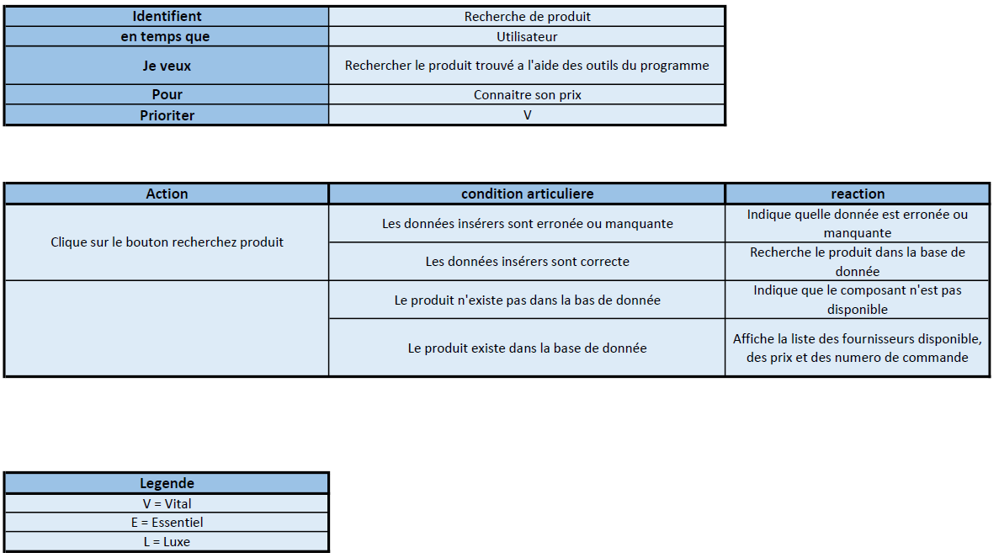 Identifient Recherche de produit
en temps que Utilisateur
Je veux Rechercher le produit trouvé a l'aide des outils du programme
Pour Connaitre son prix
Prioriter V
Action condition articuliere reaction
Clique sur le bouton recherchez produit
Les données insérers sont erronée ou manquante
Indique quelle donnée est erronée ou
manquante
Les données insérers sont correcte
Recherche le produit dans la base de
donnée
Le produit n'existe pas dans la bas de donnée
Indique que le composant n'est pas
disponible
Le produit existe dans la base de donnée
Affiche la liste des fournisseurs disponible,
des prix et des numero de commande
Legende
V = Vital
E = Essentiel
L = Luxe